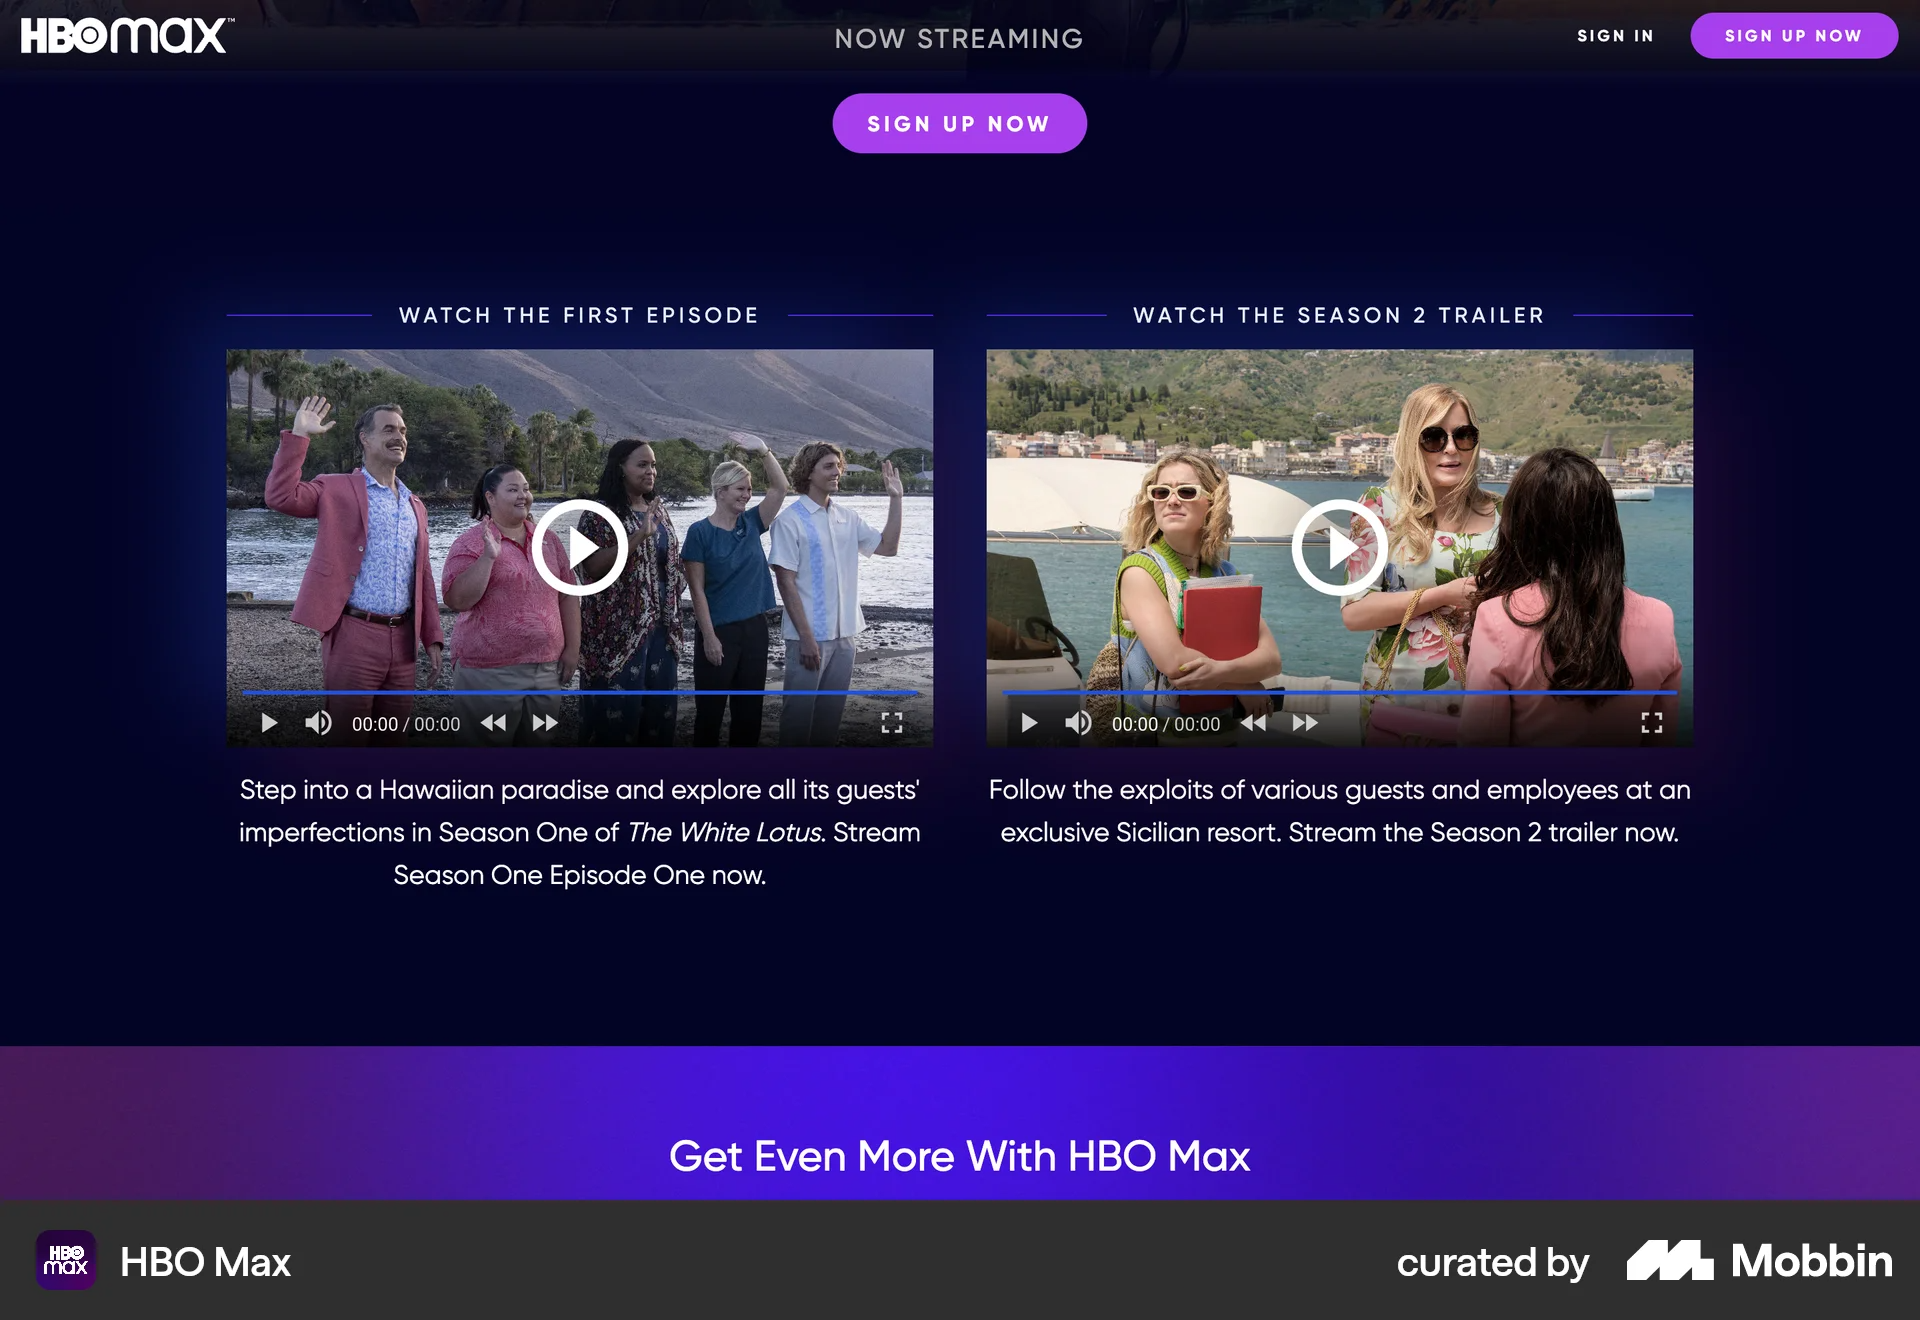 HBOMAX™
NOW STREAMING
SIGN IN
SIGN UP NOW
SIGN UP NOW
WATCH THE FIRST EPISODE
00:00 / 00:00
Step into a Hawaiian paradise and explore all its guests'
imperfections in Season One of The White Lotus. Stream
Season One Episode One now.
WATCH THE SEASON 2 TRAILER
00:00 / 00:00
Follow the exploits of various guests and employees at an
exclusive Sicilian resort. Stream the Season 2 trailer now.
Get Even More With HBO Max
HBO
max
HBO Max
curated by
Mobbin